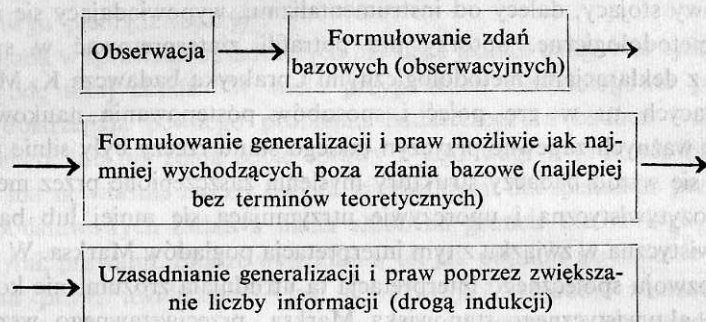 Obserwacja
Formułowanie zdań
bazowych (obserwacyjnych)
Formułowanie generalizacji i praw możliwie jak naj-
mniej wychodzących poza zdania bazowe (najlepiej
bez terminów teoretycznych)
Uzasadnianie generalizacji i praw poprzez zwiększa-
nie liczby informacji (drogą indukcji)